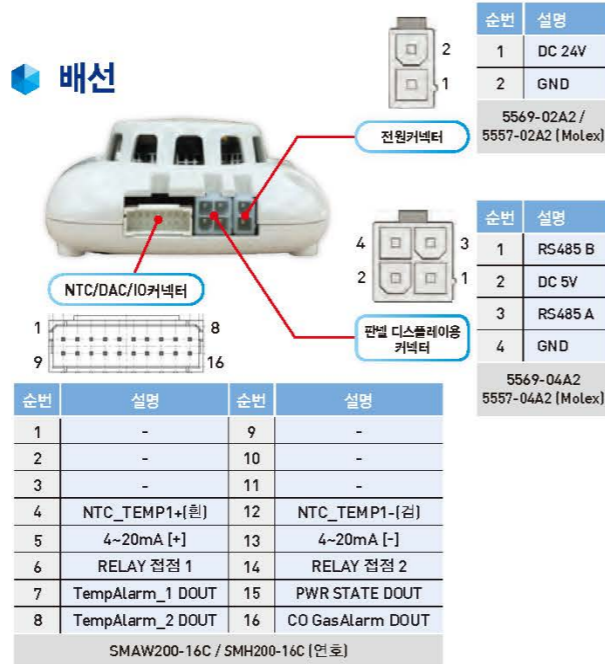 배선
2
1
전원커넥터
순번 설명
1 DC 24V
2 GND
5569-02A2 /
5557-02A2 (Molex)
4 3
2 1
판넬 디스플레이용
커넥터
순번 설명
1 RS485 B
2 DC 5V
3 RS485 A
4 GND
5569-04A2
5557-04A2 (Molex)
NTC/DAC/IO커넥터
1 8
9 16
순번 설명 순번 설명
1 - 9 -
2 - 10 -
3 - 11 -
4 NTC_TEMP1+(흰) 12 NTC_TEMP1-(검)
5 4~20mA [+] 13 4~20mA [-]
6 RELAY 접점 1 14 RELAY 접점 2
7 TempAlarm_1 DOUT 15 PWR STATE DOUT
8 TempAlarm_2 DOUT 16 CO GasAlarm DOUT
SMAW200-16C / SMH200-16C (연호)